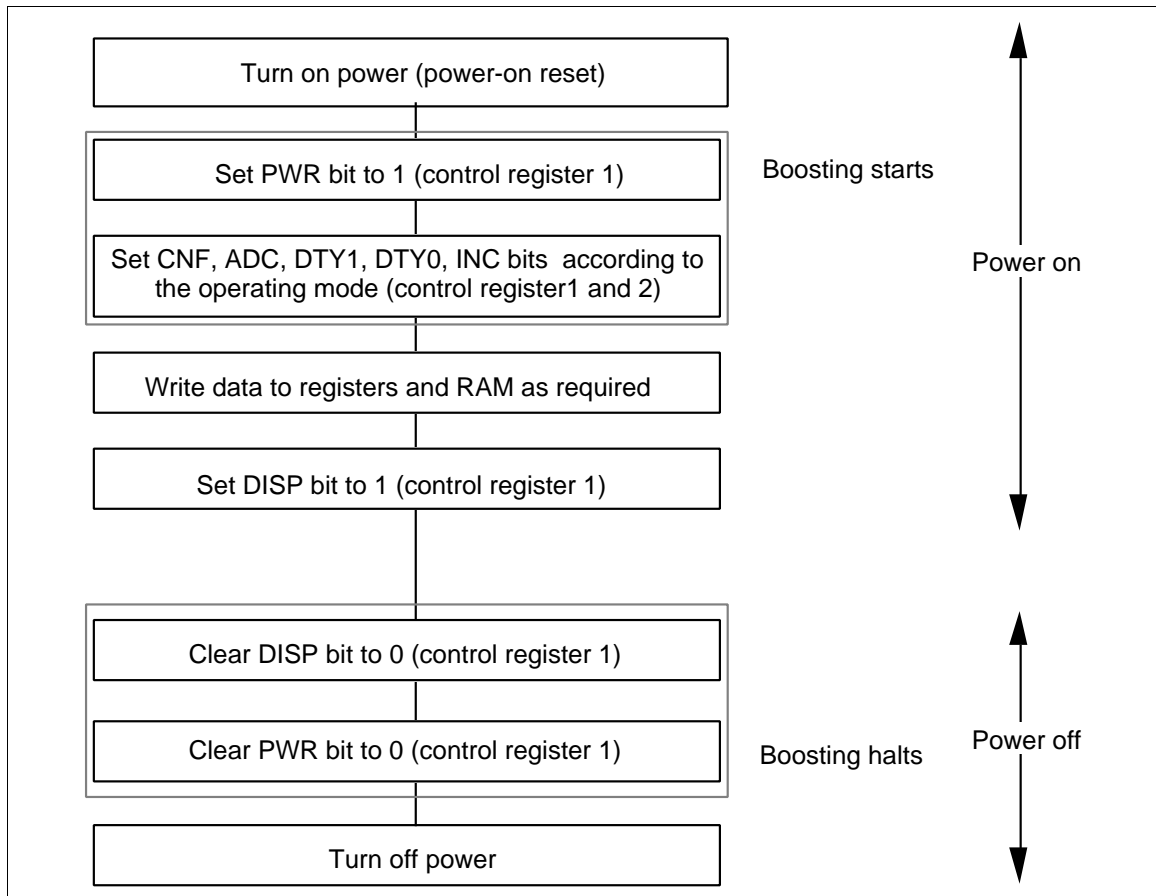 Turn on power (power-on reset)
Set PWR bit to 1 (control register 1)
Boosting starts
Set CNF, ADC, DTY1, DTY0, INC bits  according to
the operating mode (control register1 and 2)
Power on
Write data to registers and RAM as required
Set DISP bit to 1 (control register 1)
Clear DISP bit to 0 (control register 1)
Clear PWR bit to 0 (control register 1)
Boosting halts
Power off
Turn off power